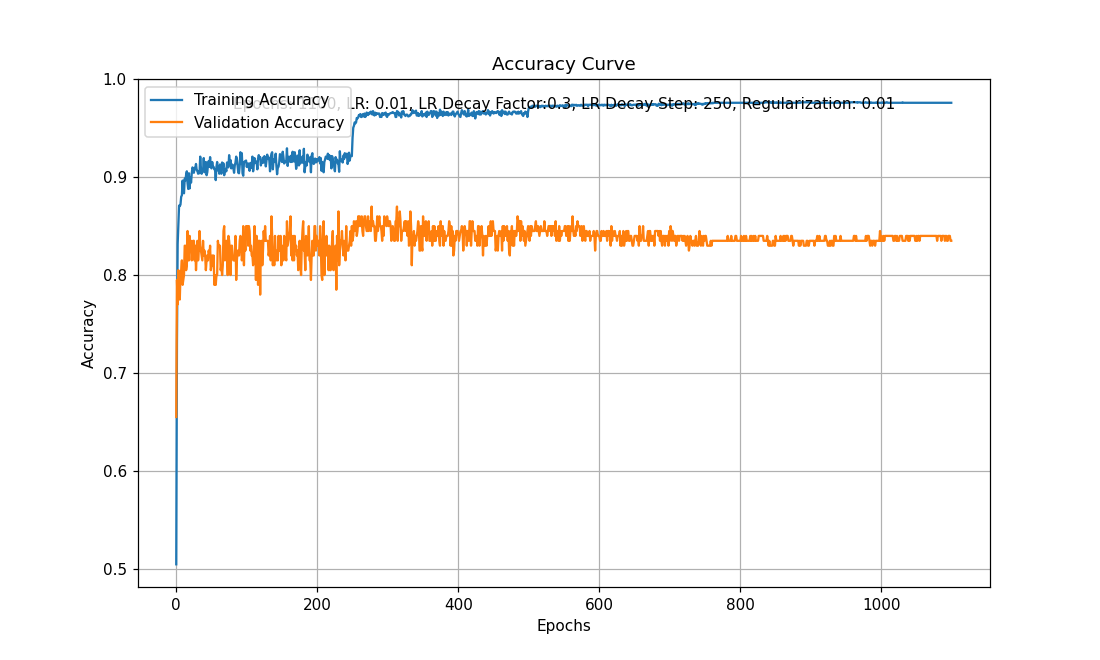 Accuracy Curve
Epochs: 1100, LR: 0.01, LR Decay Factor:0.3, LR Decay Step: 250, Regularization: 0.01
Training Accuracy
Validation Accuracy
1.0
0.9
0.8
0.7
0.6
0.5
Accuracy
0 200 400 600 800 1000
Epochs